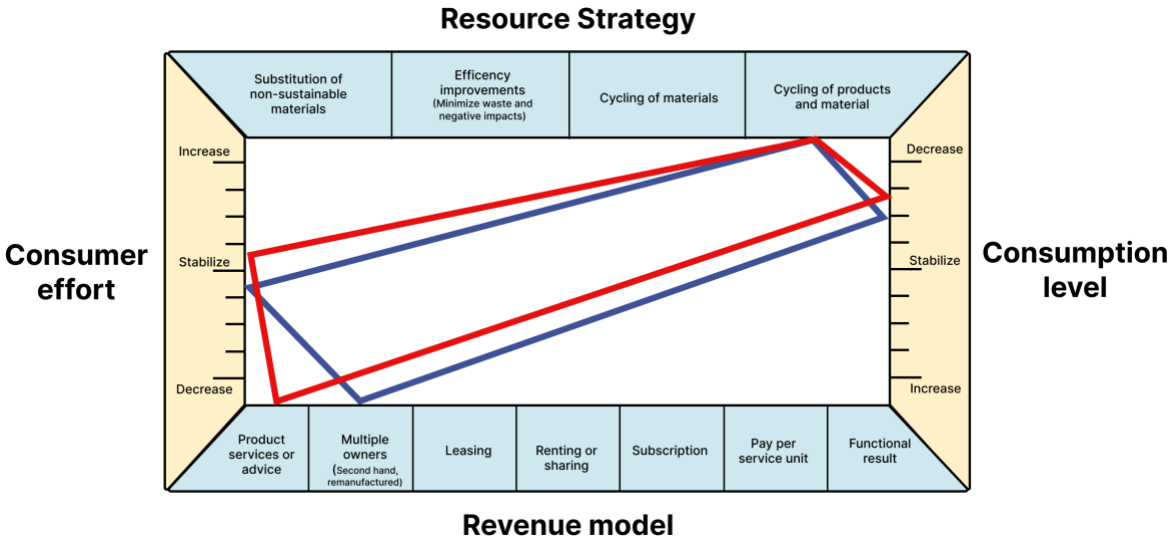 Resource Strategy
Substitution of
non-sustainable
materials
Efficency
improvements
(Minimize waste and
negative impacts)
Cycling of materials
Cycling of products
and material
Increase
Stabilize
Decrease
Consumer
effort
Decrease
Stabilize
Increase
Consumption
level
Product
services or
advice
Multiple
owners
(Second hand,
remanufactured)
Leasing
Renting or
sharing
Subscription
Pay per
service unit
Functional
result
Revenue model